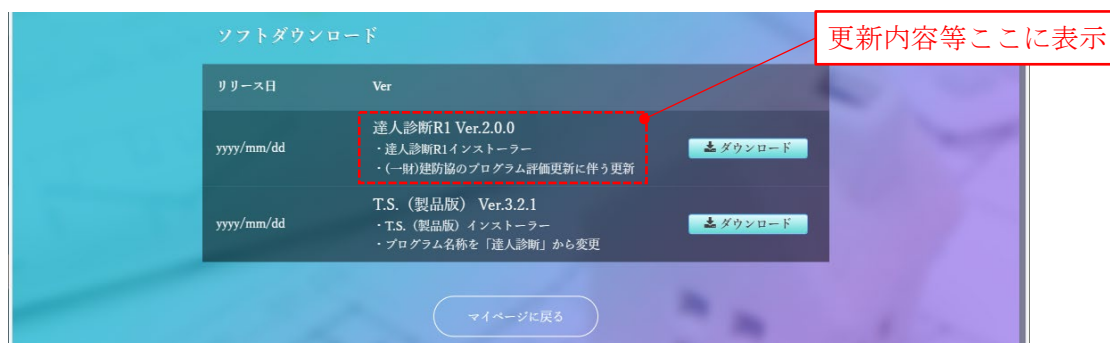 ソフトダウンロード
更新内容等ここに表示
リリース日 Ver
達人診断R1 Ver.2.0.0
・達人診断R1インストーラー
yyyy/mm/dd ダウンロード
・(一財)建防協のプログラム評価更新に伴う更新
T.S.（製品版） Ver.3.2.1
・T.S.（製品版）インストーラー
yyyy/mm/dd ダウンロード
・プログラム名称を「達人診断」から変更
マイページに戻る